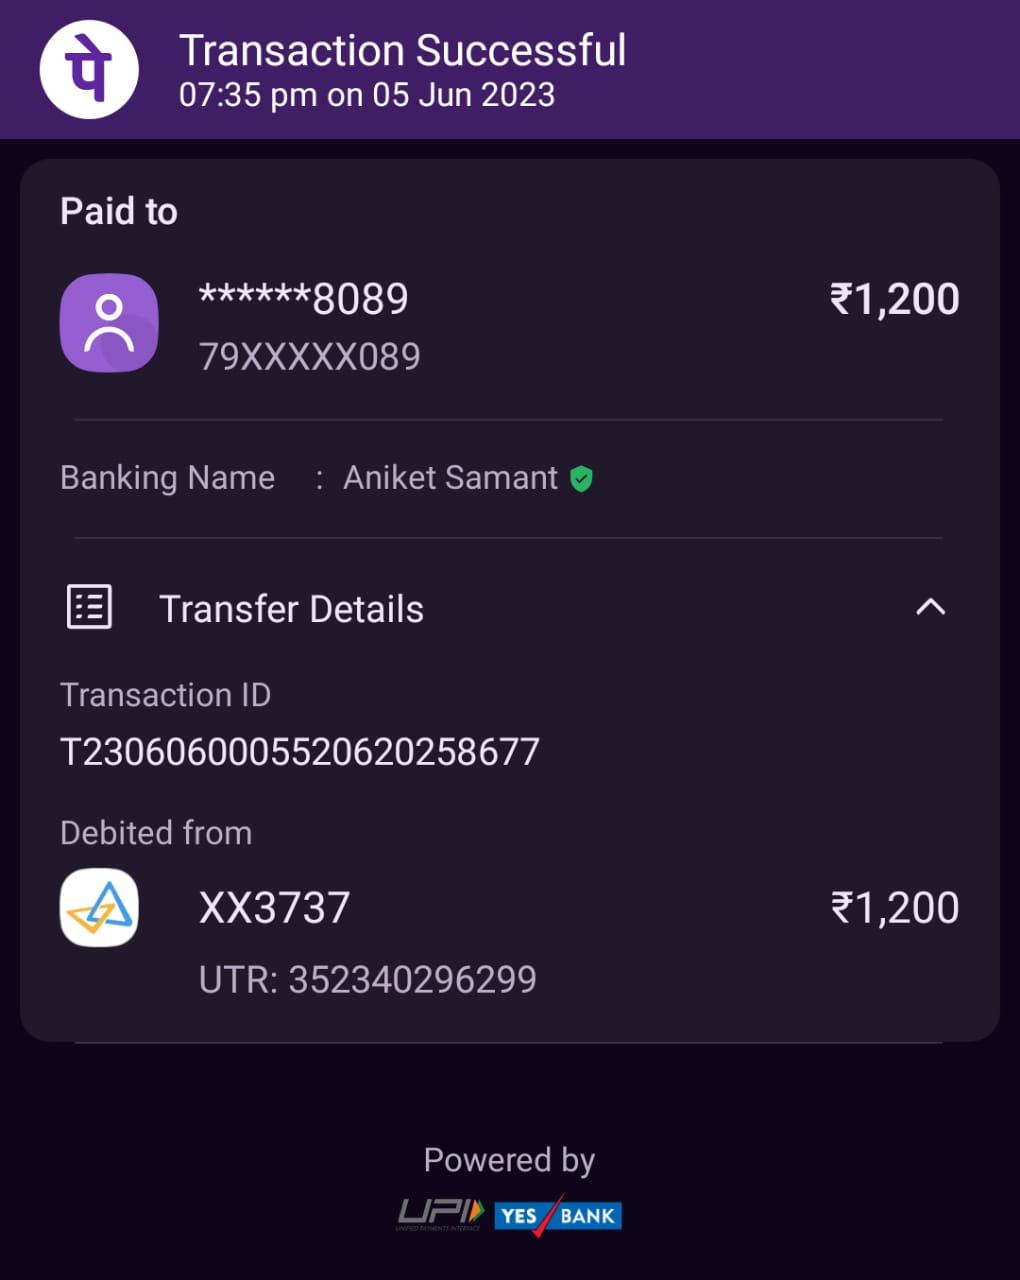 पे
Transaction Successful
07:35 pm on 05 Jun 2023
Paid to
******8089
₹1,200
79XXXXX089
Banking Name : Aniket Samant
Transfer Details
Transaction ID
T2306060005520620258677
Debited from
XX3737
₹1,200
UTR: 352340296299
Powered by
UPI
UNIFIED PAYMENTS INTERFACE
YES BANK